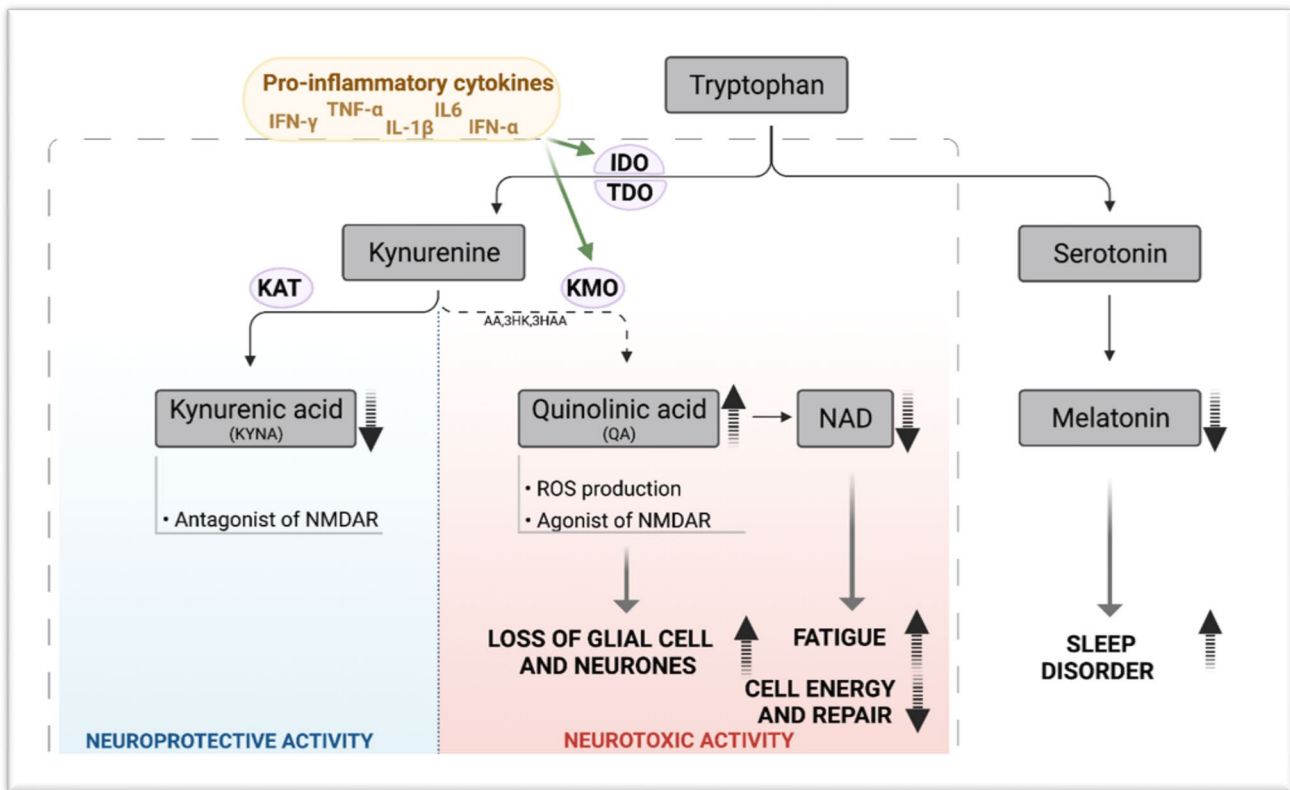 Pro-inflammatory cytokines
IFN-γ TNF-α IL-1β IL6 IFN-α
Tryptophan
IDO
TDO
Kynurenine
Serotonin
KAT
KMO
AA,3HK,3HAA
Kynurenic acid
(KYNA)
Quinolinic acid
(QA)
NAD
Melatonin
• Antagonist of NMDAR
• ROS production
• Agonist of NMDAR
LOSS OF GLIAL CELL
AND NEURONES
FATIGUE
CELL ENERGY
AND REPAIR
SLEEP
DISORDER
NEUROPROTECTIVE ACTIVITY
NEUROTOXIC ACTIVITY